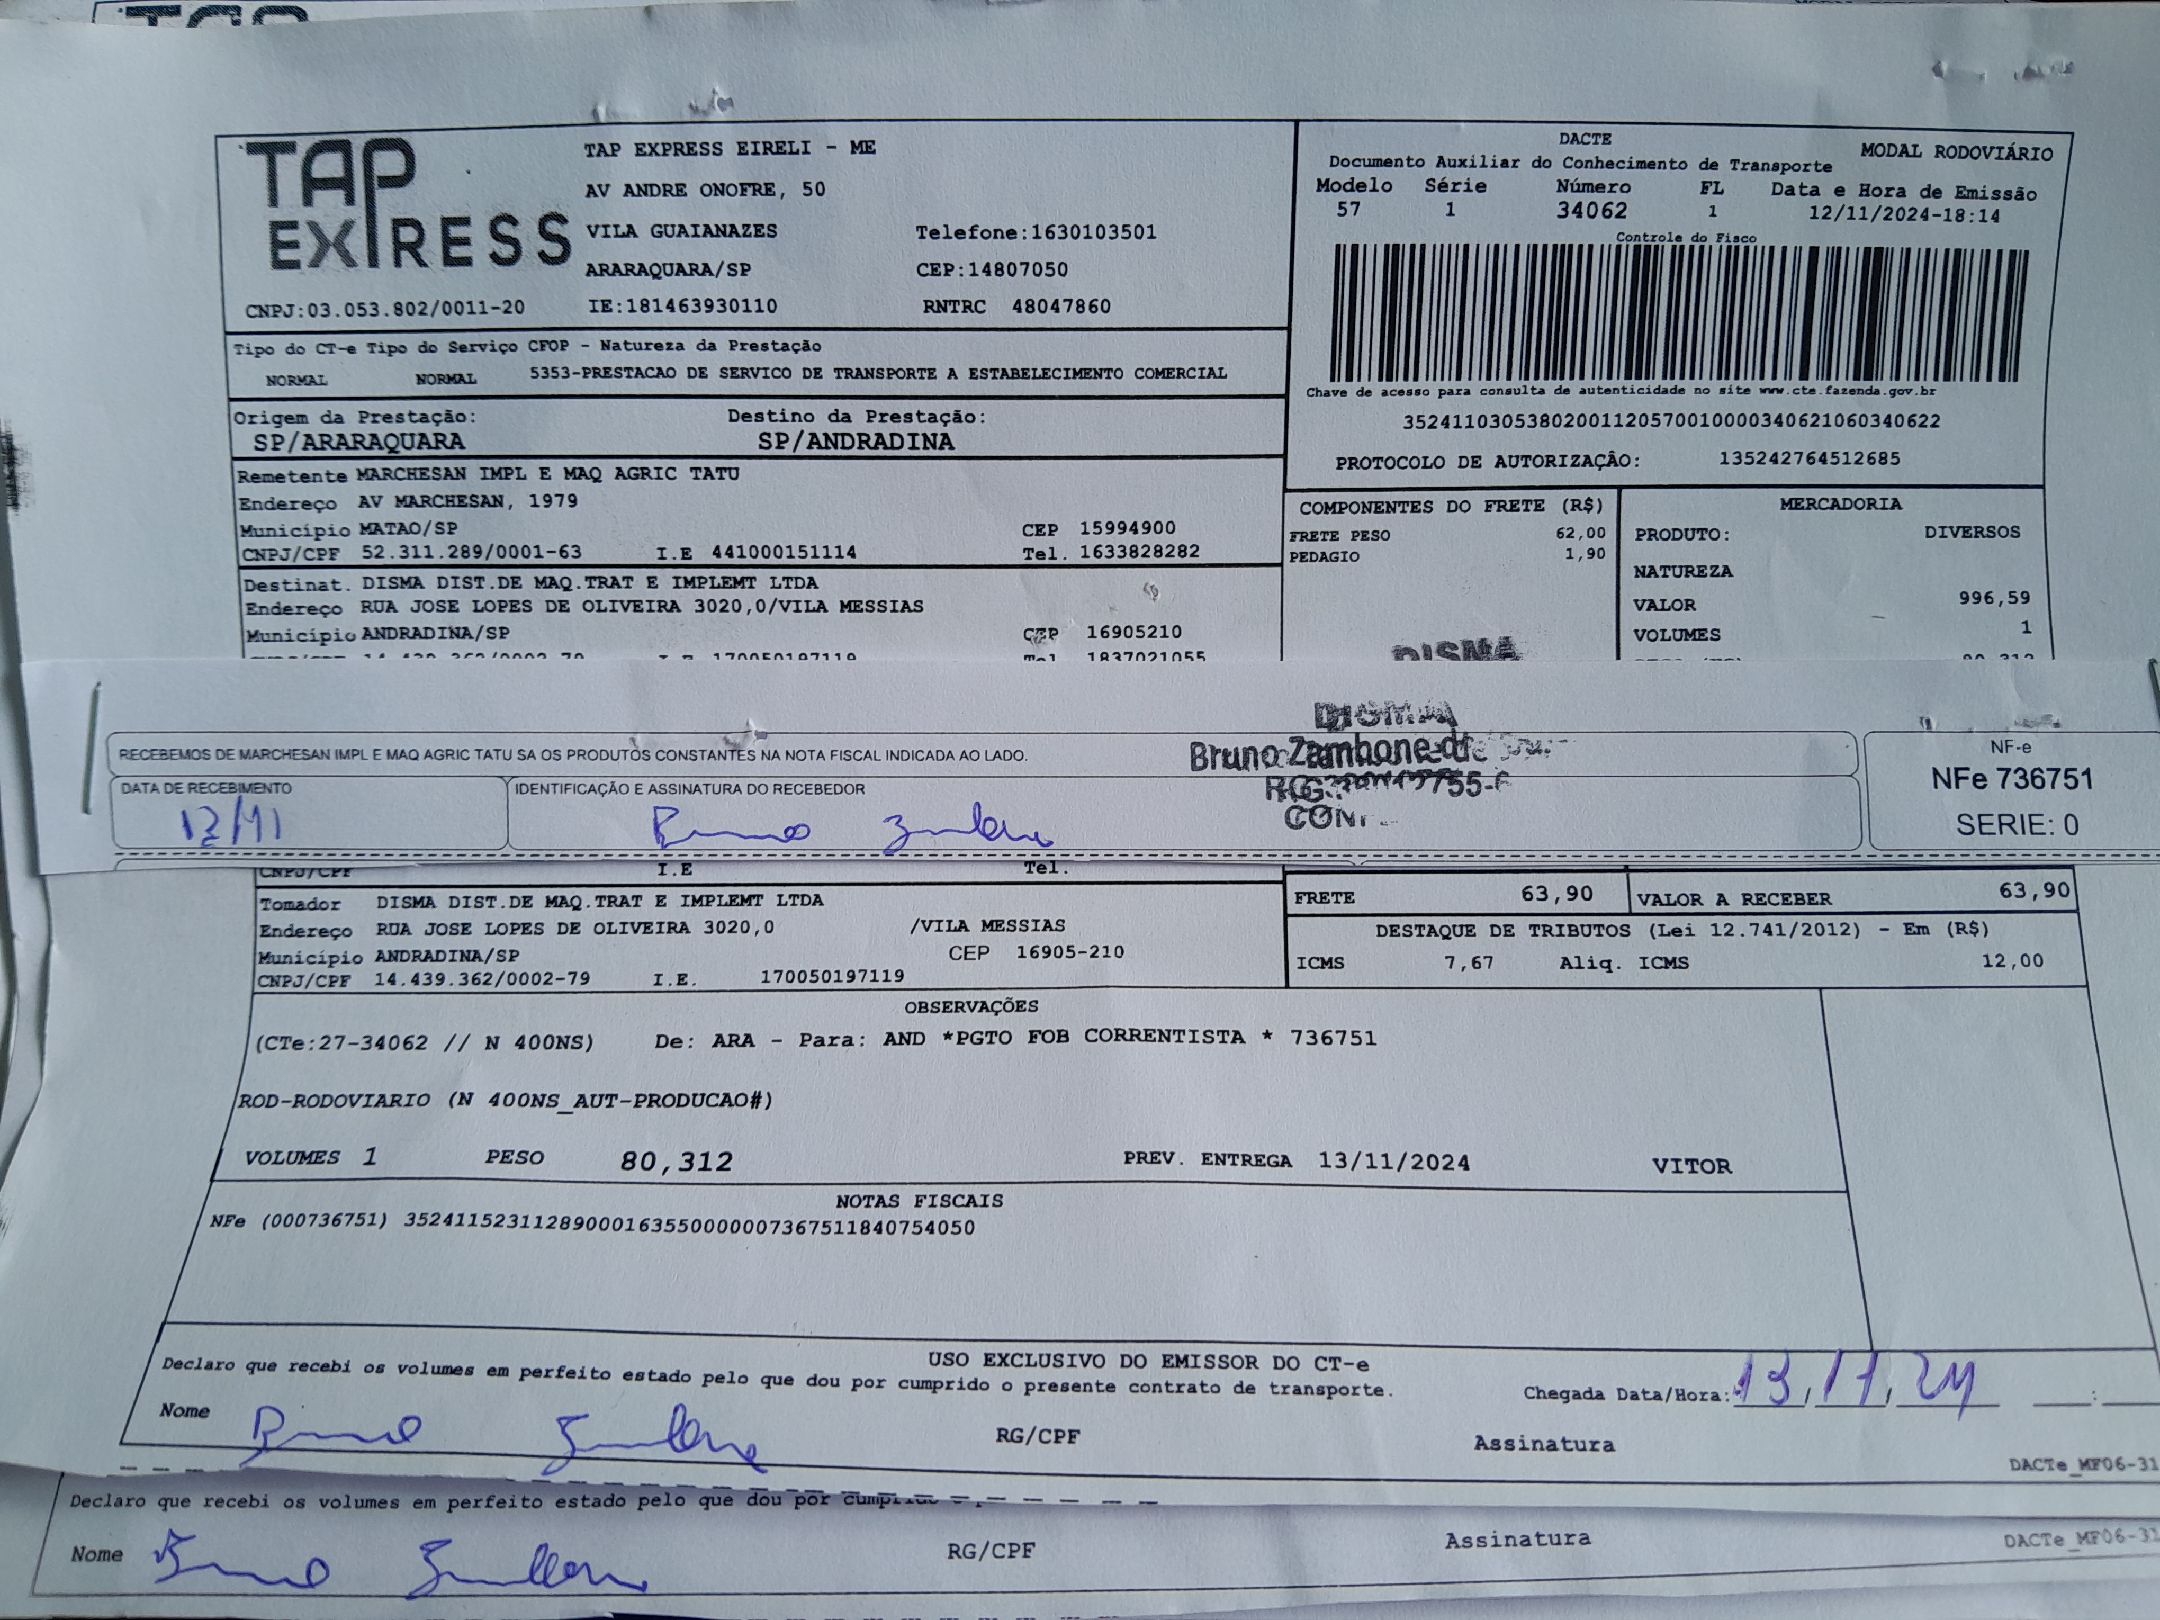 TAP EXPRESS
TAP EXPRESS EIRELI - ME
AV ANDRE ONOFRE, 50
VILA GUAIANAZES Telefone:1630103501
ARARAQUARA/SP CEP:14807050
CNPJ:03.053.802/0011-20 IE:181463930110 RNTRC 48047860
DACTE
Documento Auxiliar do Conhecimento de Transporte MODAL RODOVIÁRIO
Modelo Série Número FL Data e Hora de Emissão
57 1 34062 1 12/11/2024-18:14
Controle do Fisco
Chave de acesso para consulta de autenticidade no site www.cte.fazenda.gov.br
35241103053802001120570010000340621060340622
PROTOCOLO DE AUTORIZAÇÃO: 135242764512685
Tipo do CT-e Tipo do Serviço CFOP - Natureza da Prestação
NORMAL NORMAL 5353-PRESTACAO DE SERVICO DE TRANSPORTE A ESTABELECIMENTO COMERCIAL
Origem da Prestação: Destino da Prestação:
SP/ARARAQUARA SP/ANDRADINA
Remetente MARCHESAN IMPL E MAQ AGRIC TATU
Endereço AV MARCHESAN, 1979
Município MATAO/SP CEP 15994900
CNPJ/CPF 52.311.289/0001-63 I.E 441000151114 Tel. 1633828282
COMPONENTES DO FRETE (R$)
FRETE PESO 62,00
PEDAGIO 1,90
MERCADORIA
PRODUTO: DIVERSOS
NATUREZA
VALOR 996,59
VOLUMES 1
Destinat. DISMA DIST.DE MAQ.TRAT E IMPLEMT LTDA
Endereço RUA JOSE LOPES DE OLIVEIRA 3020,0/VILA MESSIAS
Município ANDRADINA/SP CEP 16905210
1837021055
DISMA
DISMA
Bruno Zambone de
RECEBEMOS DE MARCHESAN IMPL E MAQ AGRIC TATU SA OS PRODUTOS CONSTANTES NA NOTA FISCAL INDICADA AO LADO.
DATA DE RECEBIMENTO IDENTIFICAÇÃO E ASSINATURA DO RECEBEDOR
12/11 Bruno Zambone
NF-e
NFe 736751
SERIE: 0
CNPJ/CPF I.E Tel.
Tomador DISMA DIST.DE MAQ.TRAT E IMPLEMT LTDA
Endereço RUA JOSE LOPES DE OLIVEIRA 3020,0 /VILA MESSIAS
Município ANDRADINA/SP CEP 16905-210
CNPJ/CPF 14.439.362/0002-79 I.E. 170050197119
FRETE 63,90 VALOR A RECEBER 63,90
DESTAQUE DE TRIBUTOS (Lei 12.741/2012) - Em (R$)
ICMS 7,67 Aliq. ICMS 12,00
OBSERVAÇÕES
(CTe:27-34062 // N 400NS) De: ARA - Para: AND *PGTO FOB CORRENTISTA * 736751
ROD-RODOVIARIO (N 400NS_AUT-PRODUCAO#)
VOLUMES 1 PESO 80,312 PREV. ENTREGA 13/11/2024 VITOR
NOTAS FISCAIS
NFe (000736751) 35241152311289000163550000007367511840754050
USO EXCLUSIVO DO EMISSOR DO CT-e
Declaro que recebi os volumes em perfeito estado pelo que dou por cumprido o presente contrato de transporte.
Chegada Data/Hora: 13/11/24 :
Nome Bruno Zambone RG/CPF Assinatura
DACTe_MF06-31
Declaro que recebi os volumes em perfeito estado pelo que dou por
Nome Bruno Zambone RG/CPF Assinatura DACTe_MF06-31